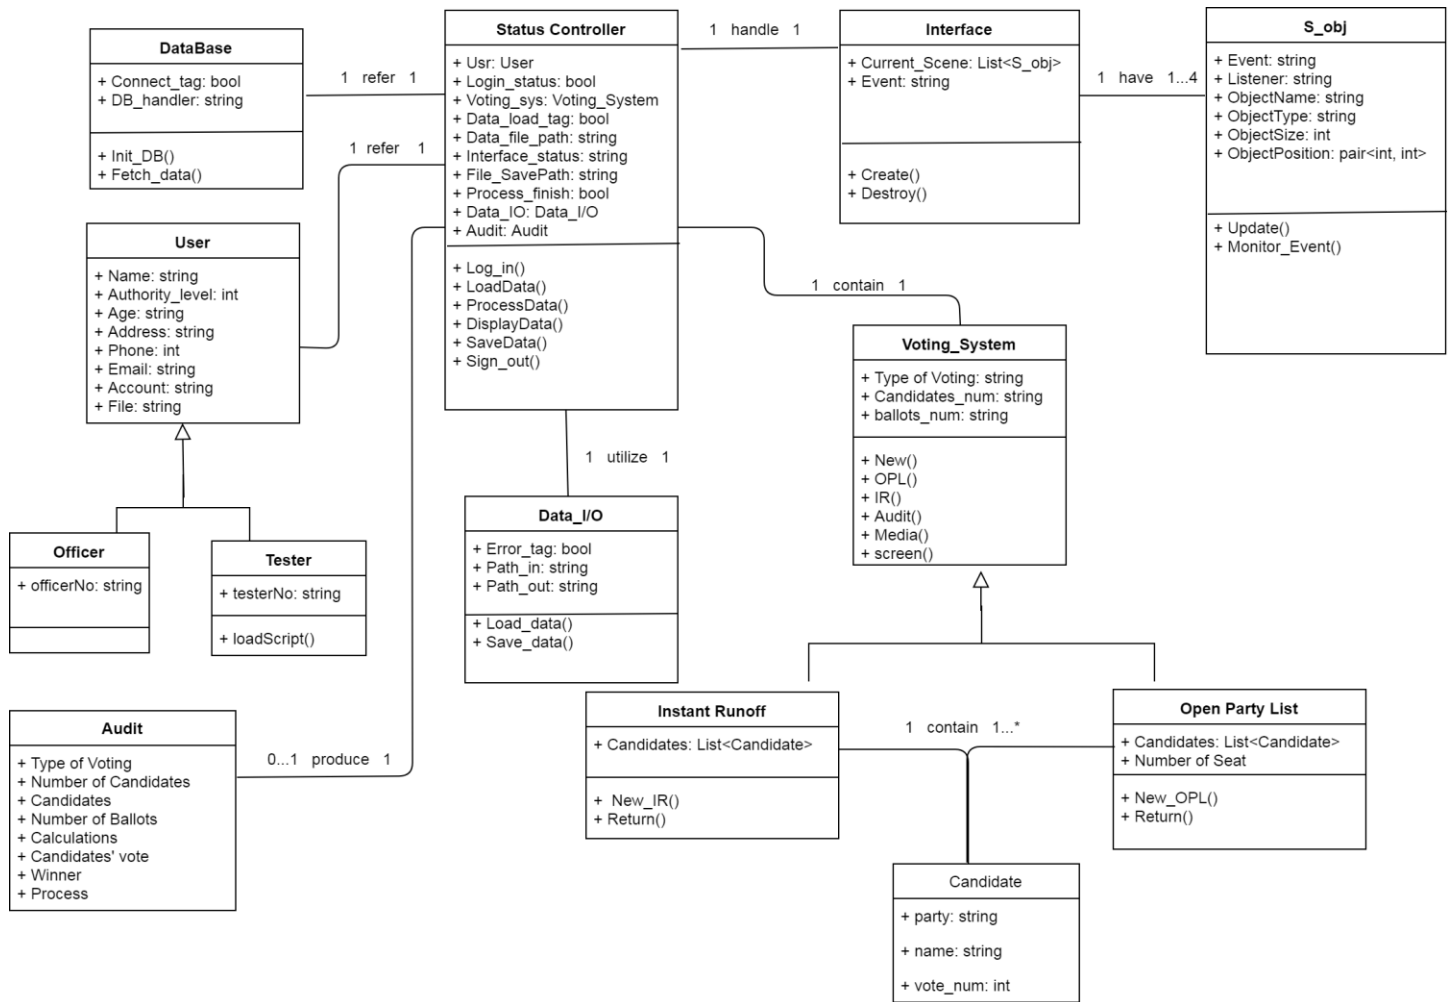 DataBase
+ Connect_tag: bool
+ DB_handler: string
+ Init_DB()
+ Fetch_data()
1 refer 1
1 refer 1
Status Controller
+ Usr: User
+ Login_status: bool
+ Voting_sys: Voting_System
+ Data_load_tag: bool
+ Data_file_path: string
+ Interface_status: string
+ File_SavePath: string
+ Process_finish: bool
+ Data_IO: Data_I/O
+ Audit: Audit
+ Log_in()
+ LoadData()
+ ProcessData()
+ DisplayData()
+ SaveData()
+ Sign_out()
1 handle 1
Interface
+ Current_Scene: List<S_obj>
+ Event: string
+ Create()
+ Destroy()
1 have 1...4
S_obj
+ Event: string
+ Listener: string
+ ObjectName: string
+ ObjectType: string
+ ObjectSize: int
+ ObjectPosition: pair<int, int>
+ Update()
+ Monitor_Event()
User
+ Name: string
+ Authority_level: int
+ Age: string
+ Address: string
+ Phone: int
+ Email: string
+ Account: string
+ File: string
1 contain 1
Voting_System
+ Type of Voting: string
+ Candidates_num: string
+ ballots_num: string
+ New()
+ OPL()
+ IR()
+ Audit()
+ Media()
+ screen()
1 utilize 1
Data_I/O
+ Error_tag: bool
+ Path_in: string
+ Path_out: string
+ Load_data()
+ Save_data()
Officer
+ officerNo: string
Tester
+ testerNo: string
+ loadScript()
Audit
+ Type of Voting
+ Number of Candidates
+ Candidates
+ Number of Ballots
+ Calculations
+ Candidates' vote
+ Winner
+ Process
0...1 produce 1
Instant Runoff
+ Candidates: List<Candidate>
+ New_IR()
+ Return()
1 contain 1...*
Open Party List
+ Candidates: List<Candidate>
+ Number of Seat
+ New_OPL()
+ Return()
Candidate
+ party: string
+ name: string
+ vote_num: int